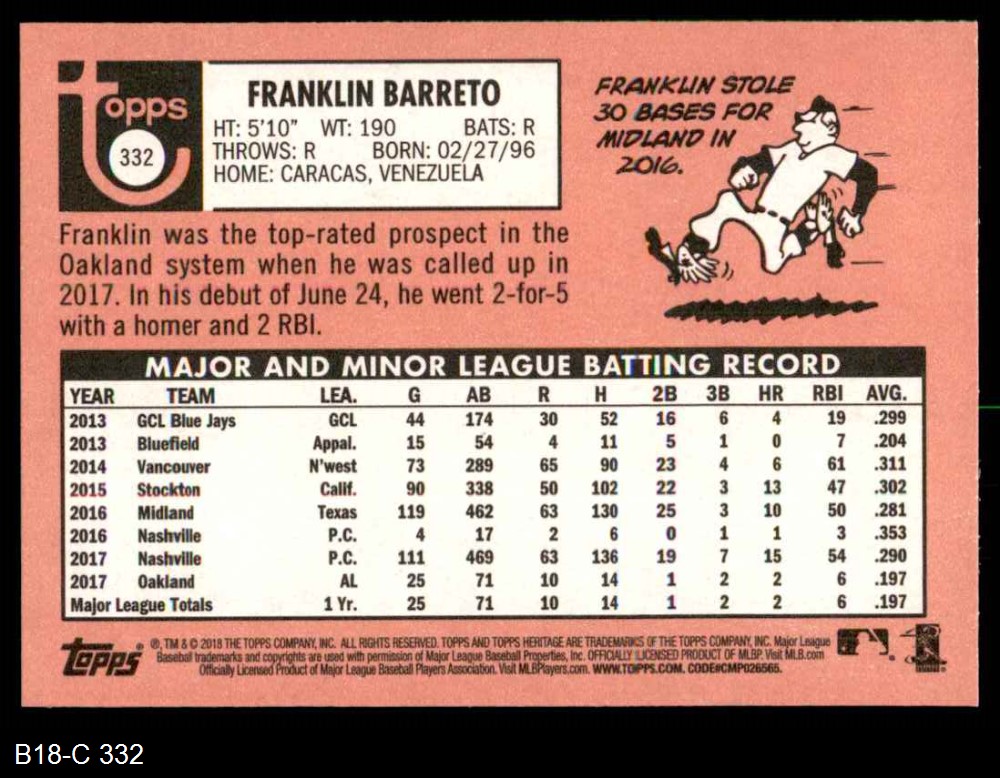 topps
332
FRANKLIN BARRETO
HT: 5'10" WT: 190 BATS: R
THROWS: R BORN: 02/27/96
HOME: CARACAS, VENEZUELA
FRANKLIN STOLE
30 BASES FOR
MIDLAND IN
2016.
Franklin was the top-rated prospect in the
Oakland system when he was called up in
2017. In his debut of June 24, he went 2-for-5
with a homer and 2 RBI.
MAJOR AND MINOR LEAGUE BATTING RECORD
YEAR TEAM LEA. G AB R H 2B 3B HR RBI AVG.
2013 GCL Blue Jays GCL 44 174 30 52 16 6 4 19 .299
2013 Bluefield Appal. 15 54 4 11 5 1 0 7 .204
2014 Vancouver N'west 73 289 65 90 23 4 6 61 .311
2015 Stockton Calif. 90 338 50 102 22 3 13 47 .302
2016 Midland Texas 119 462 63 130 25 3 10 50 .281
2016 Nashville P.C. 4 17 2 6 0 1 1 3 .353
2017 Nashville P.C. 111 469 63 136 19 7 15 54 .290
2017 Oakland AL 25 71 10 14 1 2 2 6 .197
Major League Totals 1 Yr. 25 71 10 14 1 2 2 6 .197
Topps®
®, TM & © 2018 THE TOPPS COMPANY, INC. ALL RIGHTS RESERVED. TOPPS AND TOPPS HERITAGE ARE TRADEMARKS OF THE TOPPS COMPANY, INC. Major League
Baseball trademarks and copyrights are used with permission of Major League Baseball Properties, Inc. OFFICIALLY LICENSED PRODUCT OF MLBP. Visit MLB.com
Officially Licensed Product of Major League Baseball Players Association. Visit MLBPlayers.com. WWW.TOPPS.COM. CODE#CMP026565.
B18-C 332